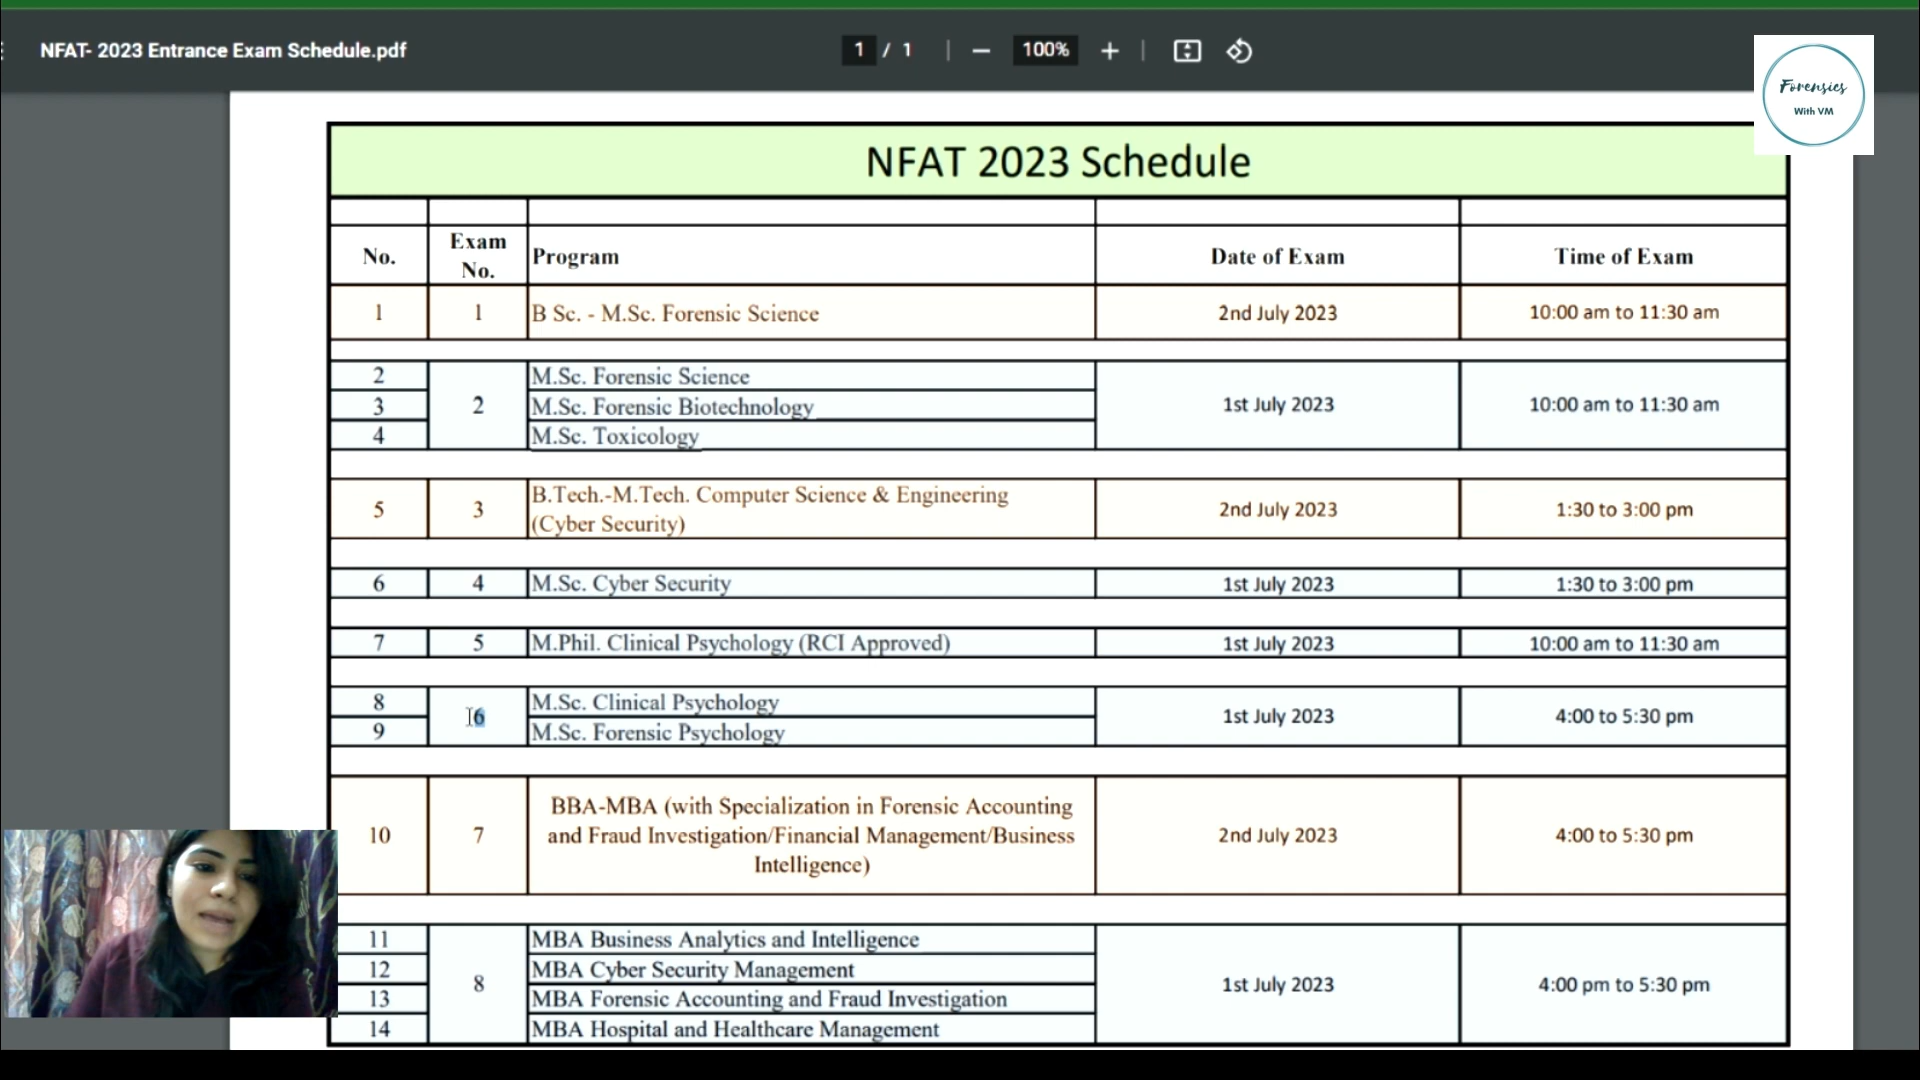 NFAT- 2023 Entrance Exam Schedule.pdf
1 / 1
100%
Forensics
With VM
NFAT 2023 Schedule
No. Exam No. Program Date of Exam Time of Exam
1 1 B Sc. - M.Sc. Forensic Science 2nd July 2023 10:00 am to 11:30 am
2 M.Sc. Forensic Science
3 2 M.Sc. Forensic Biotechnology 1st July 2023 10:00 am to 11:30 am
4 M.Sc. Toxicology
5 3 B.Tech.-M.Tech. Computer Science & Engineering
(Cyber Security) 2nd July 2023 1:30 to 3:00 pm
6 4 M.Sc. Cyber Security 1st July 2023 1:30 to 3:00 pm
7 5 M.Phil. Clinical Psychology (RCI Approved) 1st July 2023 10:00 am to 11:30 am
8 M.Sc. Clinical Psychology
6 1st July 2023 4:00 to 5:30 pm
9 M.Sc. Forensic Psychology
BBA-MBA (with Specialization in Forensic Accounting
10 7 and Fraud Investigation/Financial Management/Business 2nd July 2023 4:00 to 5:30 pm
Intelligence)
11 MBA Business Analytics and Intelligence
12 MBA Cyber Security Management
8 1st July 2023 4:00 pm to 5:30 pm
13 MBA Forensic Accounting and Fraud Investigation
14 MBA Hospital and Healthcare Management